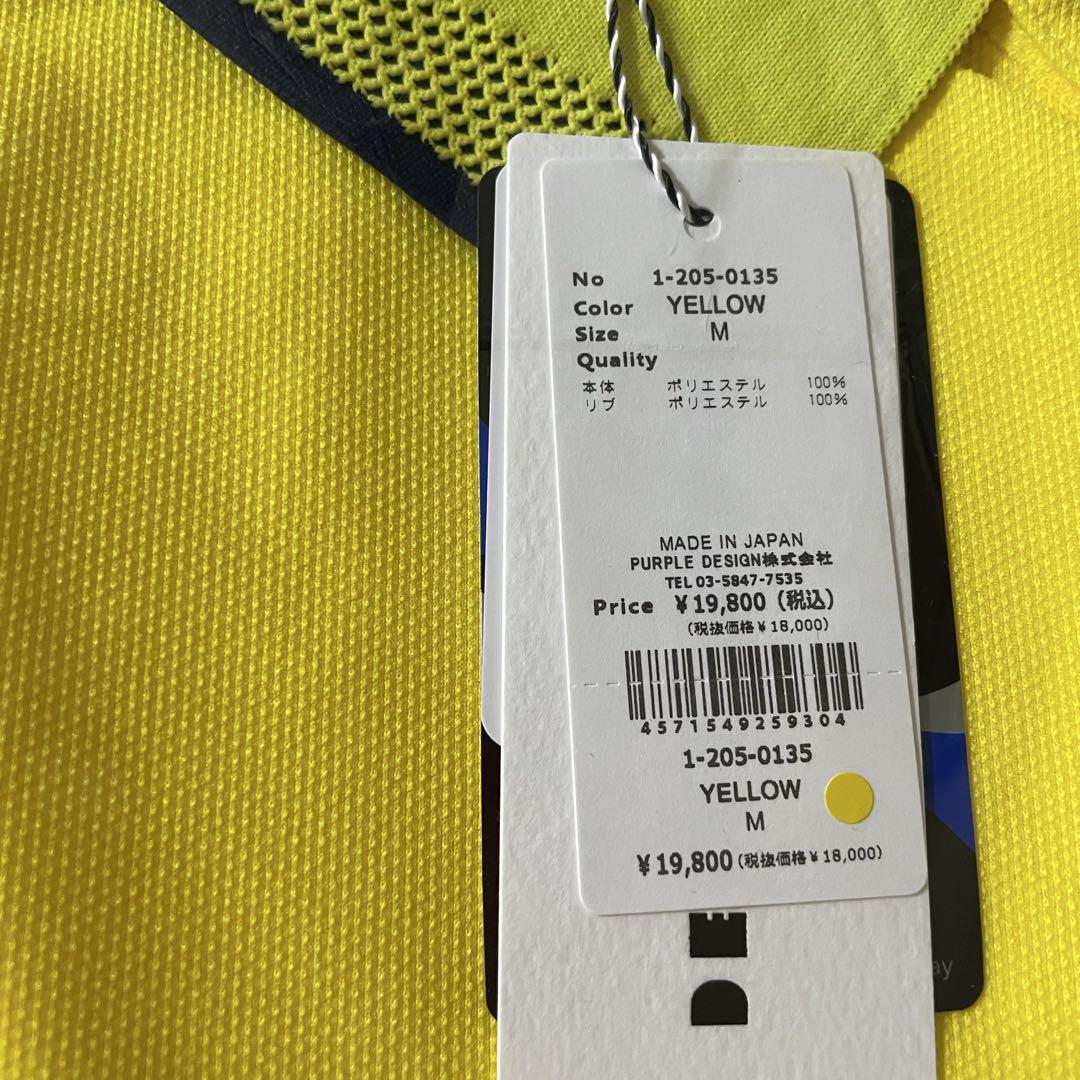 No 1-205-0135
Color YELLOW
Size M
Quality
本体 ポリエステル 100%
リブ ポリエステル 100%
MADE IN JAPAN
PURPLE DESIGN株式会社
TEL 03-5847-7535
Price ¥19,800 (税込)
(税抜価格¥18,000)
4571549259304
1-205-0135
YELLOW
M
¥19,800 (税抜価格¥18,000)
DE
ay